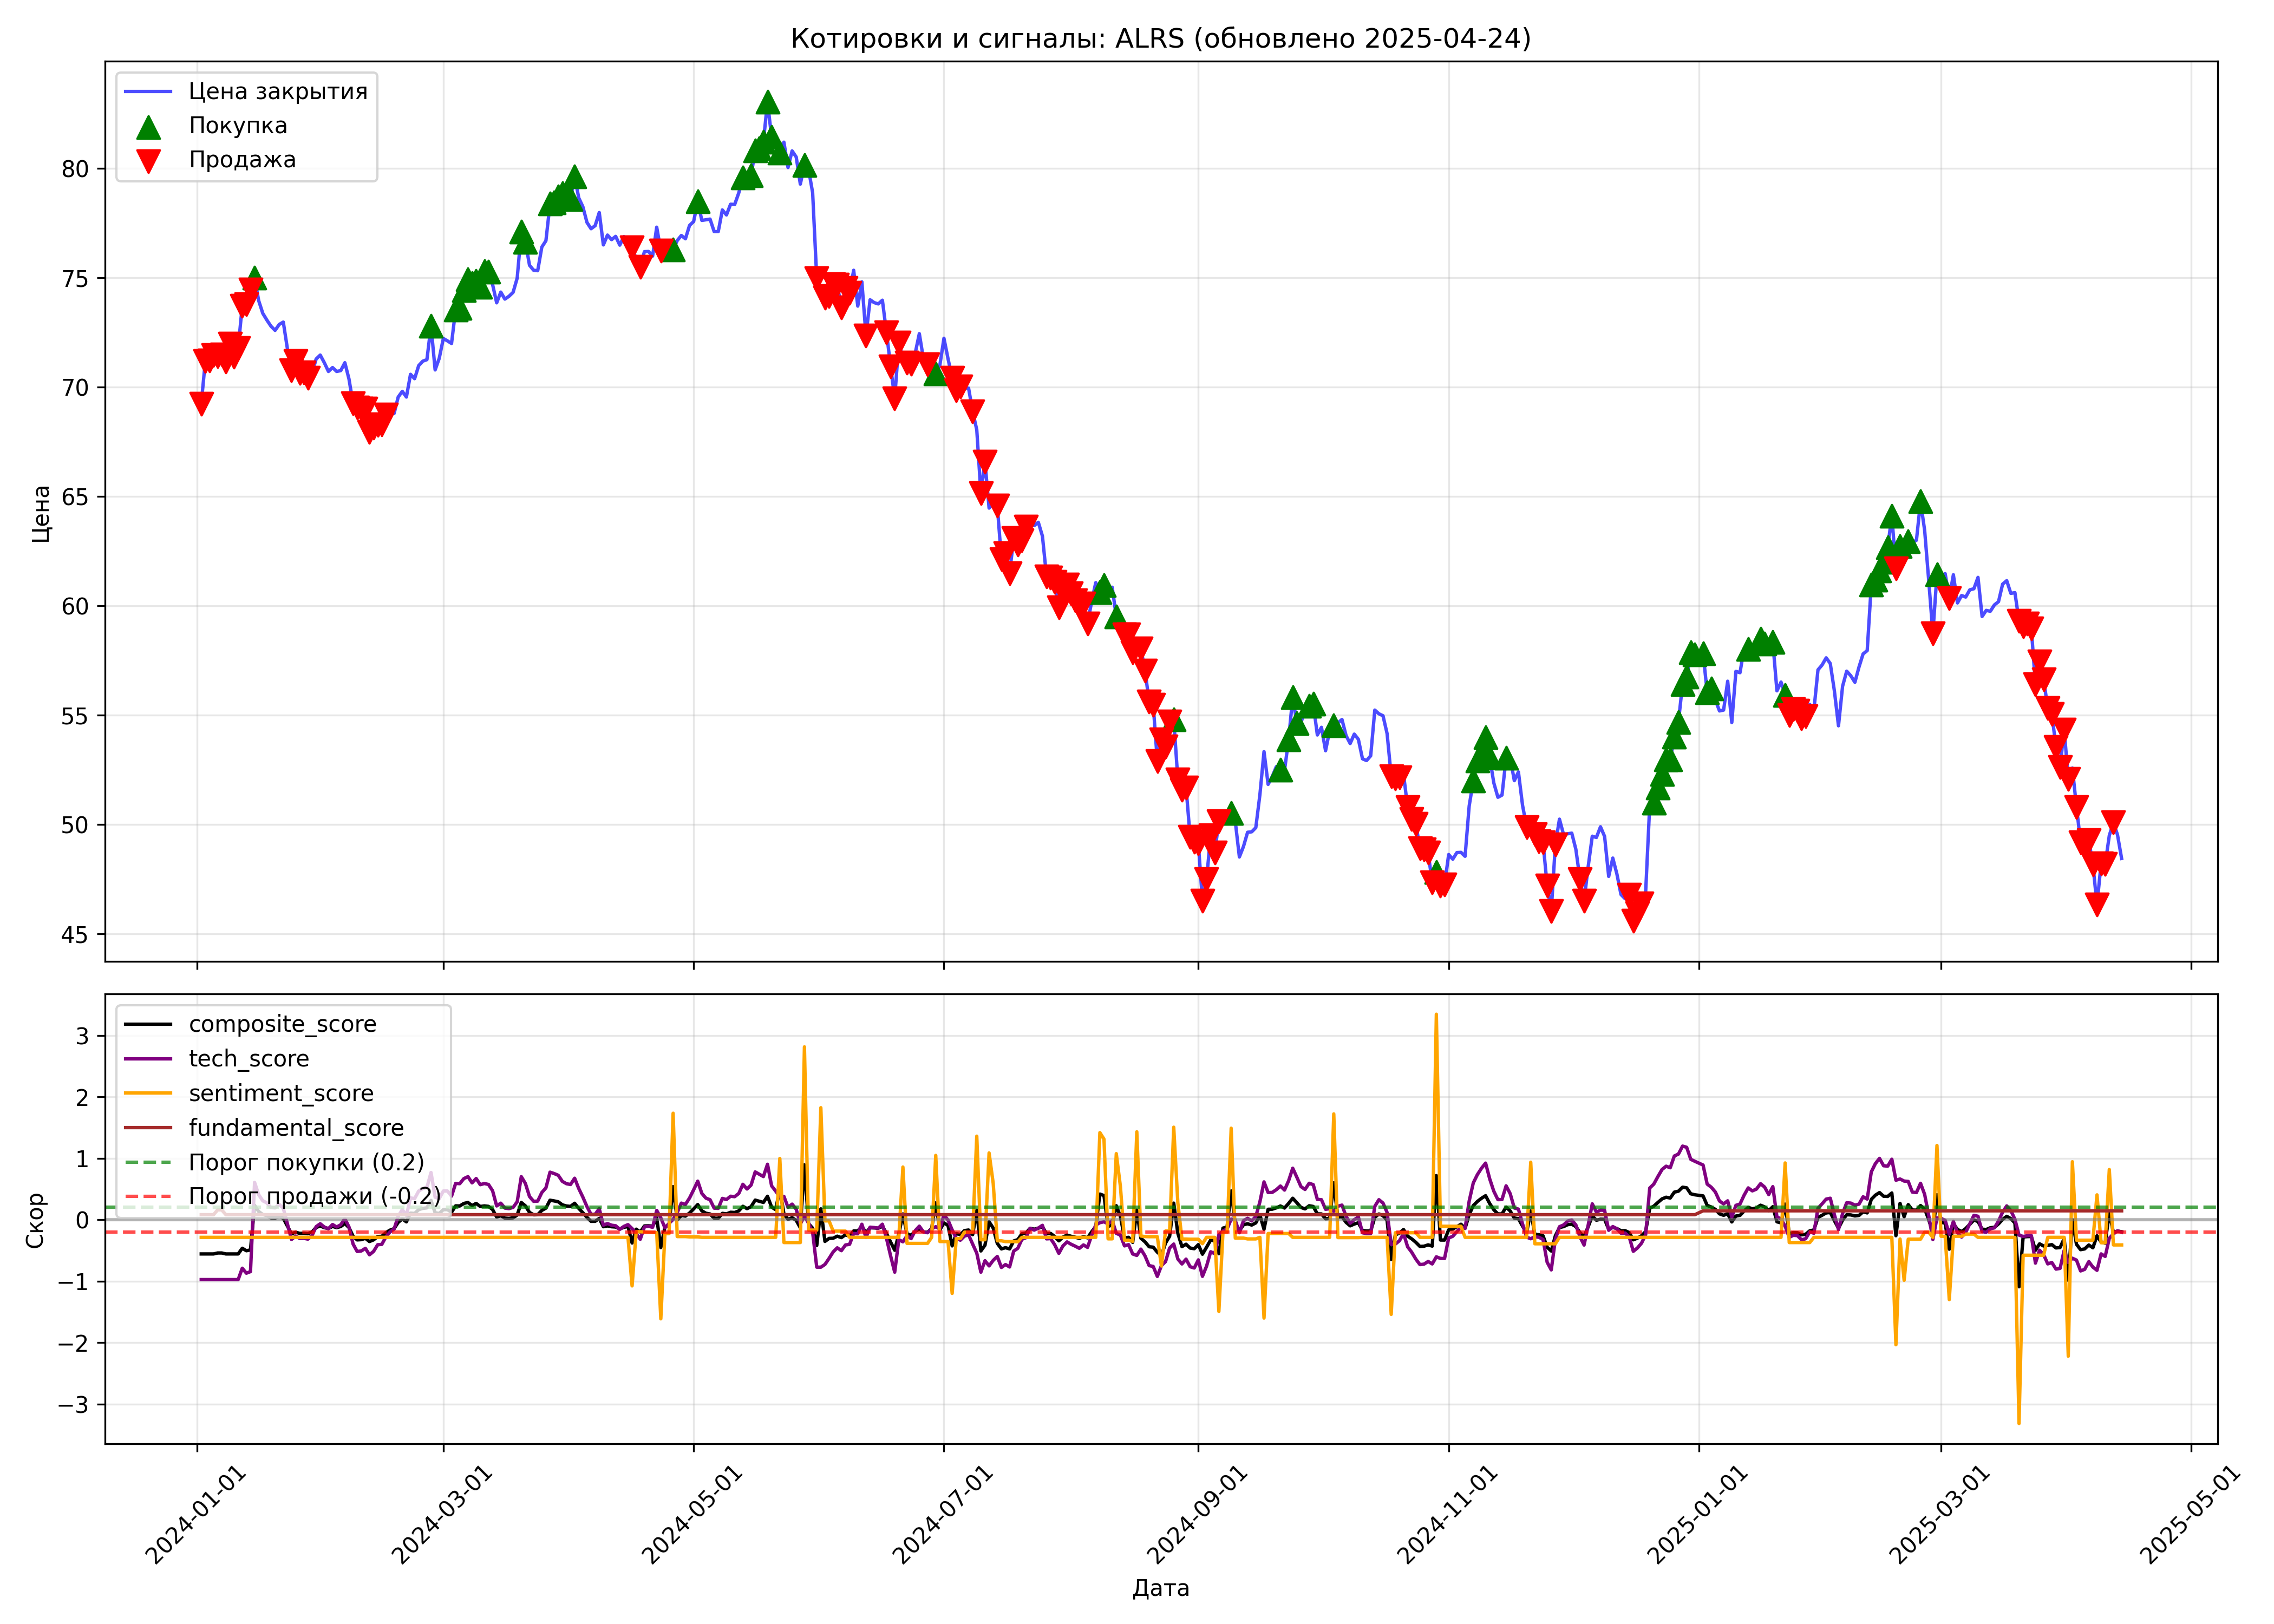 Котировки и сигналы: ALRS (обновлено 2025-04-24)
Цена закрытия
Покупка
Продажа
80
75
70
65
60
55
50
45
Цена
composite_score
tech_score
sentiment_score
fundamental_score
Порог покупки (0.2)
Порог продажи (-0.2)
3
2
1
0
−1
−2
−3
Скор
2024-01-01
2024-03-01
2024-05-01
2024-07-01
2024-09-01
2024-11-01
2025-01-01
2025-03-01
2025-05-01
Дата